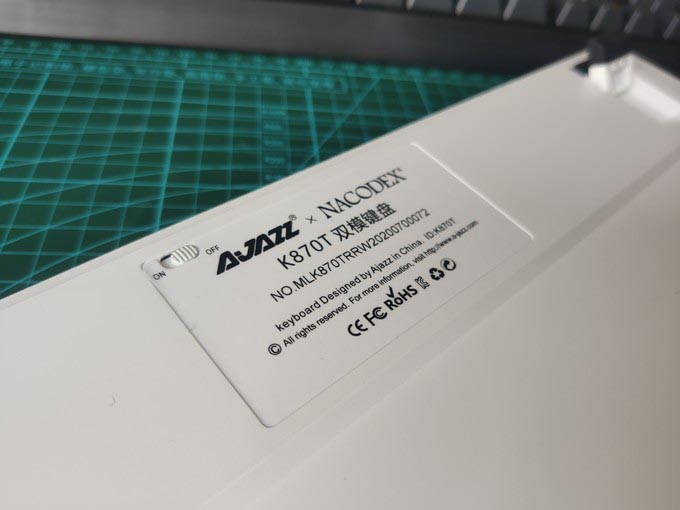 ON
OFF
AJAZZ® × NACODEX®
K870T 双模键盘
NO.MLK870TRRW20200700072
keyboard Designed by Ajazz in China. ID:K870T
© All rights reserved. For more information, visit http://www.a-jazz.com
CE FC RoHS